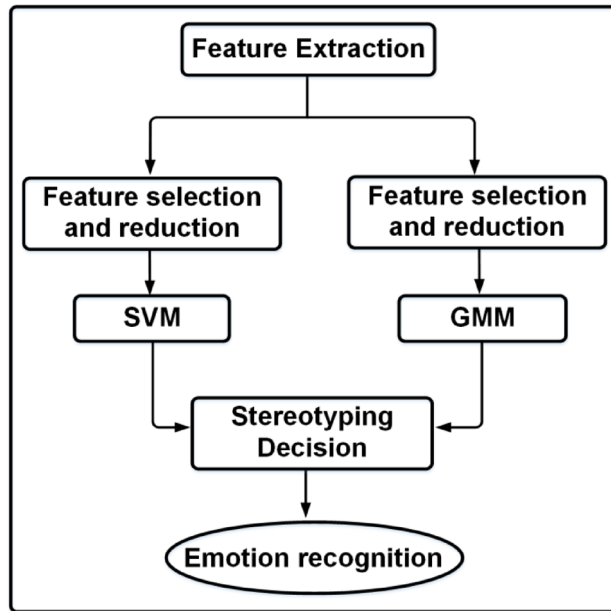 Feature Extraction
Feature selection
and reduction
Feature selection
and reduction
SVM
GMM
Stereotyping
Decision
Emotion recognition